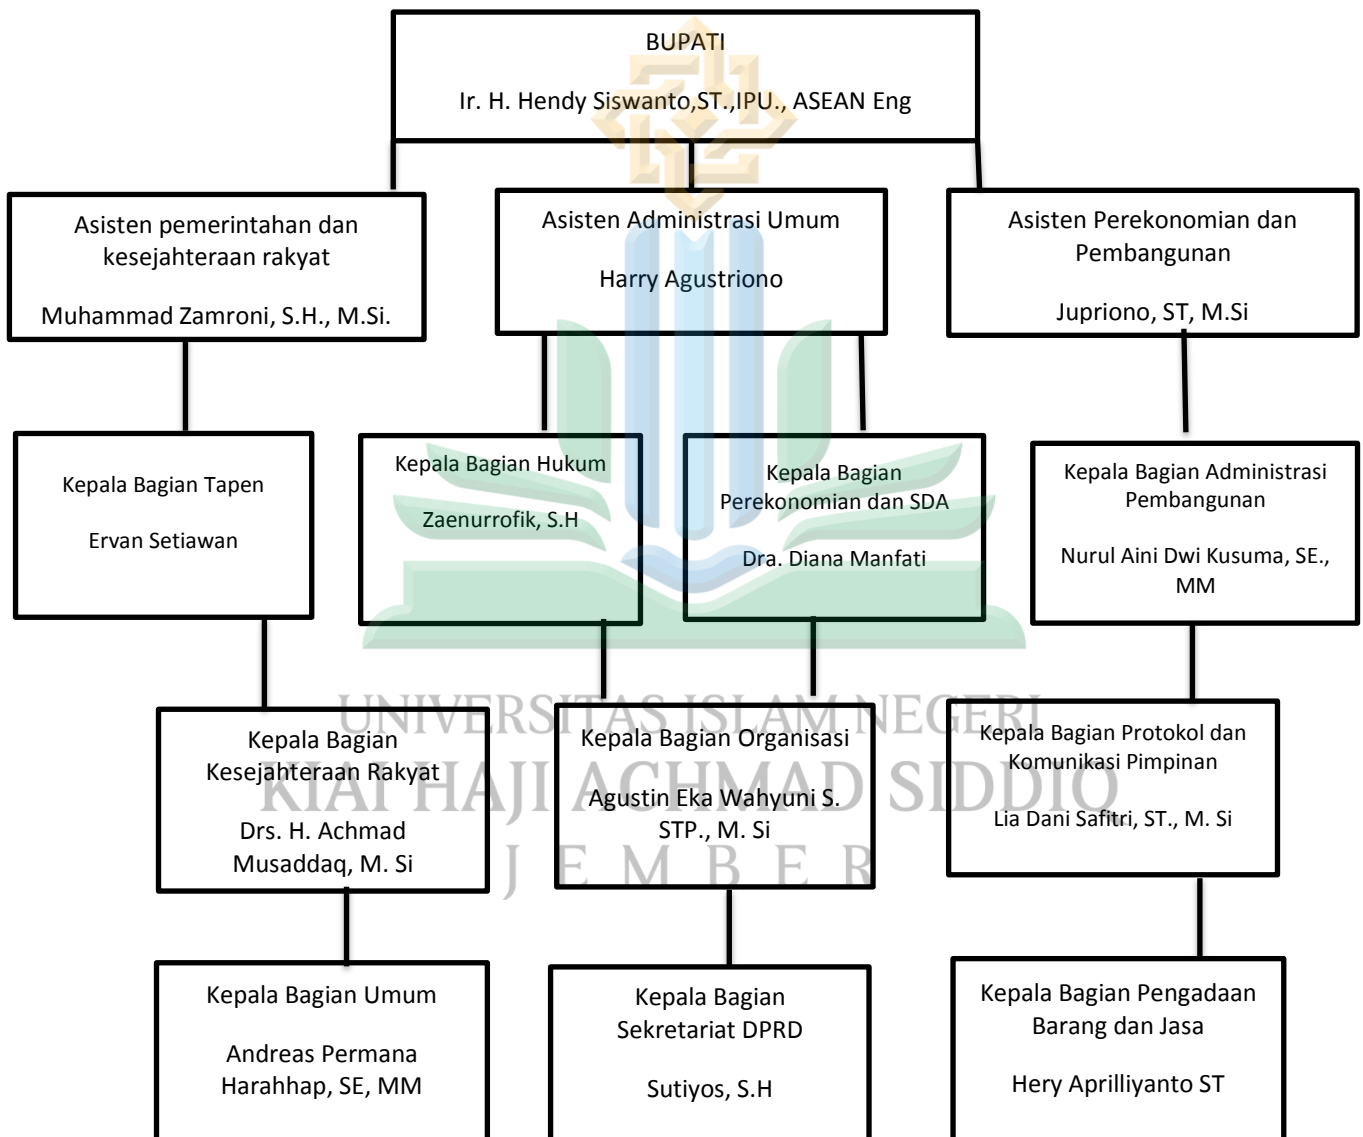 BUPATI
Ir. H. Hendy Siswanto,ST.,IPU., ASEAN Eng
Asisten pemerintahan dan
kesejahteraan rakyat
Muhammad Zamroni, S.H., M.Si.
Asisten Administrasi Umum
Harry Agustriono
Asisten Perekonomian dan
Pembangunan
Jupriono, ST, M.Si
Kepala Bagian Tapen
Ervan Setiawan
Kepala Bagian Hukum
Zaenurrofik, S.H
Kepala Bagian
Perekonomian dan SDA
Dra. Diana Manfati
Kepala Bagian Administrasi
Pembangunan
Nurul Aini Dwi Kusuma, SE.,
MM
UNIVERSITAS ISLAM NEGERI
KIAI HAJI ACHMAD SIDDIQ
JEMBER
Kepala Bagian
Kesejahteraan Rakyat
Drs. H. Achmad
Musaddaq, M. Si
Kepala Bagian Organisasi
Agustin Eka Wahyuni S.
STP., M. Si
Kepala Bagian Protokol dan
Komunikasi Pimpinan
Lia Dani Safitri, ST., M. Si
Kepala Bagian Umum
Andreas Permana
Harahhap, SE, MM
Kepala Bagian
Sekretariat DPRD
Sutiyos, S.H
Kepala Bagian Pengadaan
Barang dan Jasa
Hery Aprilliyanto ST